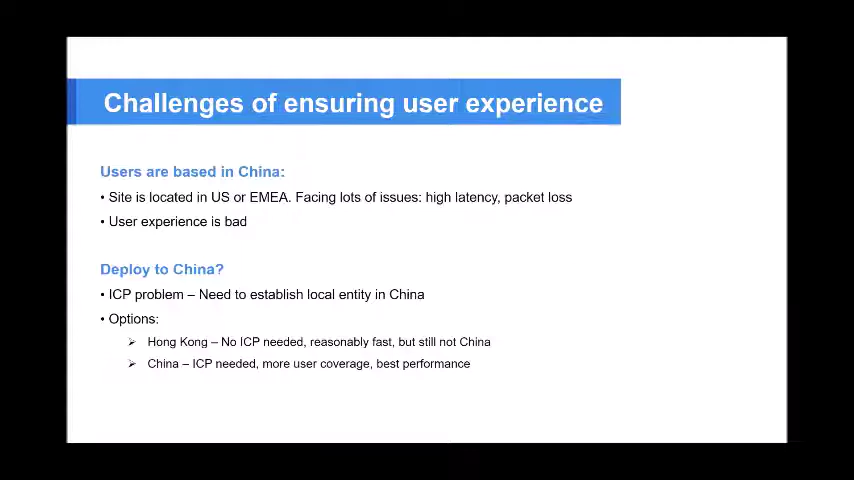 Challenges of ensuring user experience
Users are based in China:
• Site is located in US or EMEA. Facing lots of issues: high latency, packet loss
• User experience is bad
Deploy to China?
• ICP problem – Need to establish local entity in China
• Options:
➢ Hong Kong – No ICP needed, reasonably fast, but still not China
➢ China – ICP needed, more user coverage, best performance